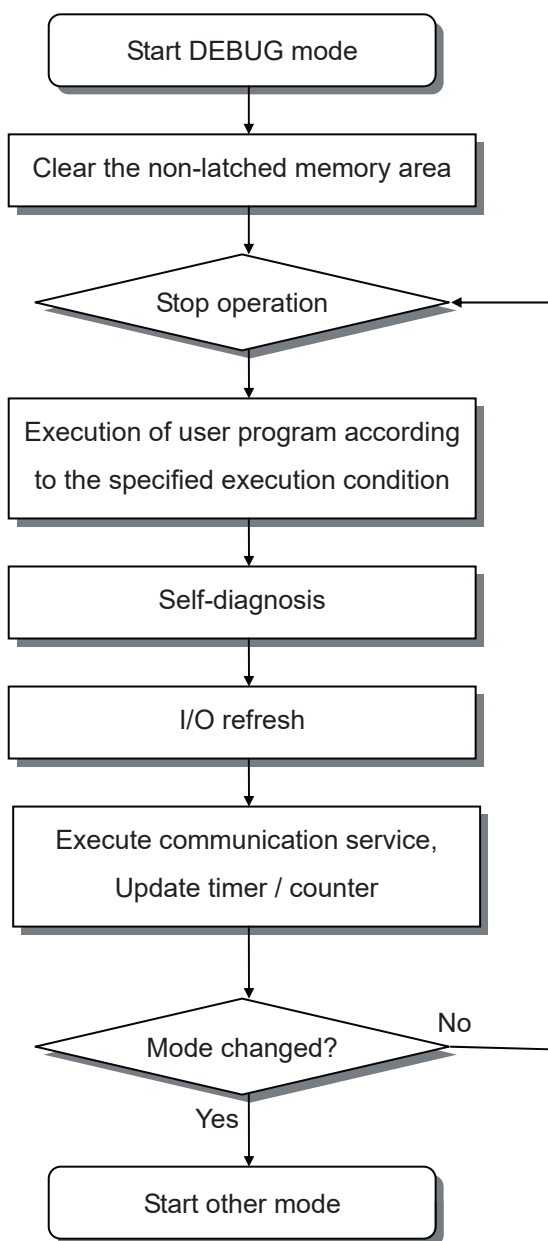 Start DEBUG mode
Clear the non-latched memory area
Stop operation
Execution of user program according
to the specified execution condition
Self-diagnosis
I/O refresh
Execute communication service,
Update timer / counter
Mode changed?
No
Yes
Start other mode